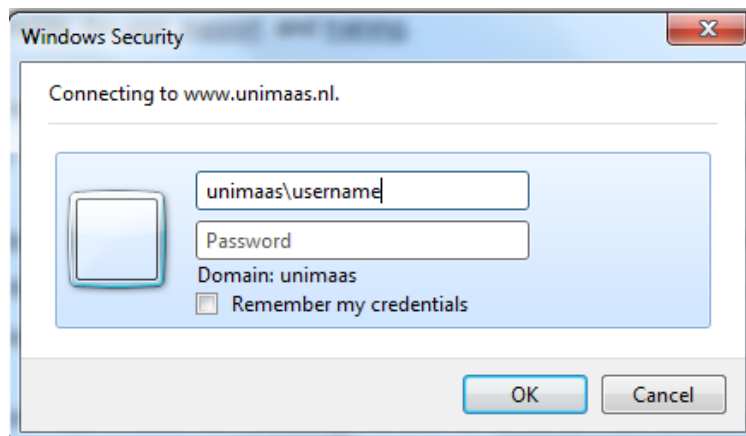 Windows Security
Connecting to www.unimaas.nl.
unimaas\username
Password
Domain: unimaas
Remember my credentials
OK
Cancel